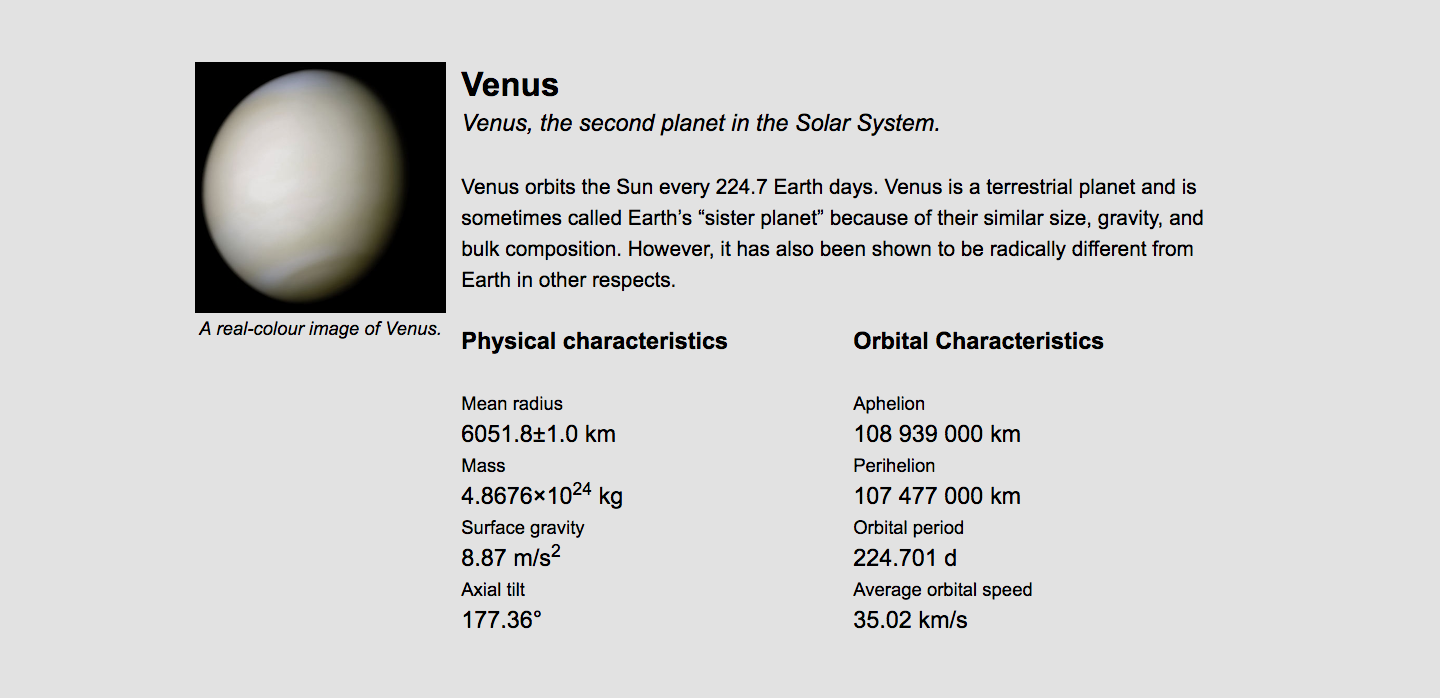 Venus
Venus, the second planet in the Solar System.
Venus orbits the Sun every 224.7 Earth days. Venus is a terrestrial planet and is
sometimes called Earth’s “sister planet” because of their similar size, gravity, and
bulk composition. However, it has also been shown to be radically different from
Earth in other respects.
A real-colour image of Venus.
Physical characteristics
Mean radius
6051.8±1.0 km
Mass
4.8676×10²⁴ kg
Surface gravity
8.87 m/s²
Axial tilt
177.36°
Orbital Characteristics
Aphelion
108 939 000 km
Perihelion
107 477 000 km
Orbital period
224.701 d
Average orbital speed
35.02 km/s